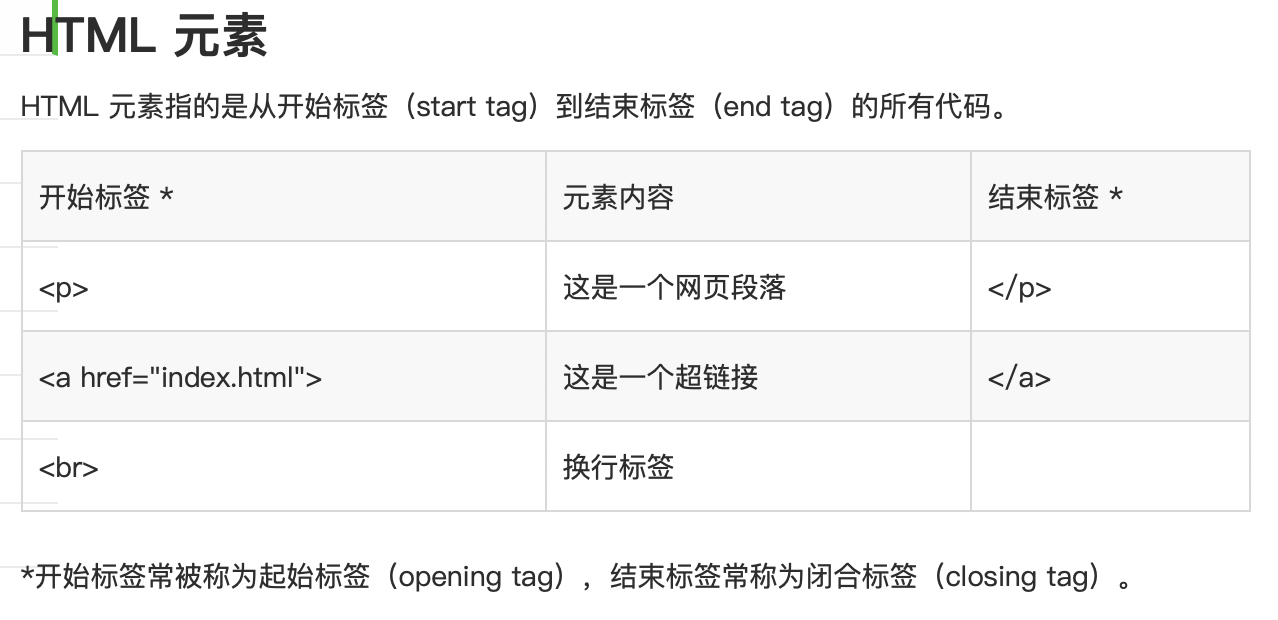 HTML 元素
HTML 元素指的是从开始标签（start tag）到结束标签（end tag）的所有代码。
开始标签 * 元素内容 结束标签 *
<p> 这是一个网页段落 </p>
<a href="index.html"> 这是一个超链接 </a>
<br> 换行标签
*开始标签常被称为起始标签（opening tag），结束标签常称为闭合标签（closing tag）。